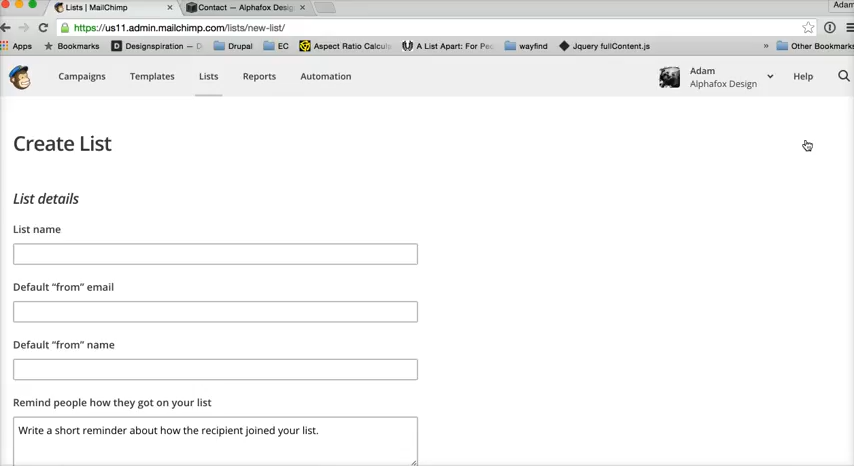 Lists | MailChimp
Contact — Alphafox Desig
Adam
https://us11.admin.mailchimp.com/lists/new-list/
Apps
Bookmarks
Designspiration — D
Drupal
EC
Aspect Ratio Calcula
A List Apart: For Peo
wayfind
Jquery fullContent.js
»
Other Bookmarks
Campaigns
Templates
Lists
Reports
Automation
Adam
Alphafox Design
Help
Create List
List details
List name
Default “from” email
Default “from” name
Remind people how they got on your list
Write a short reminder about how the recipient joined your list.